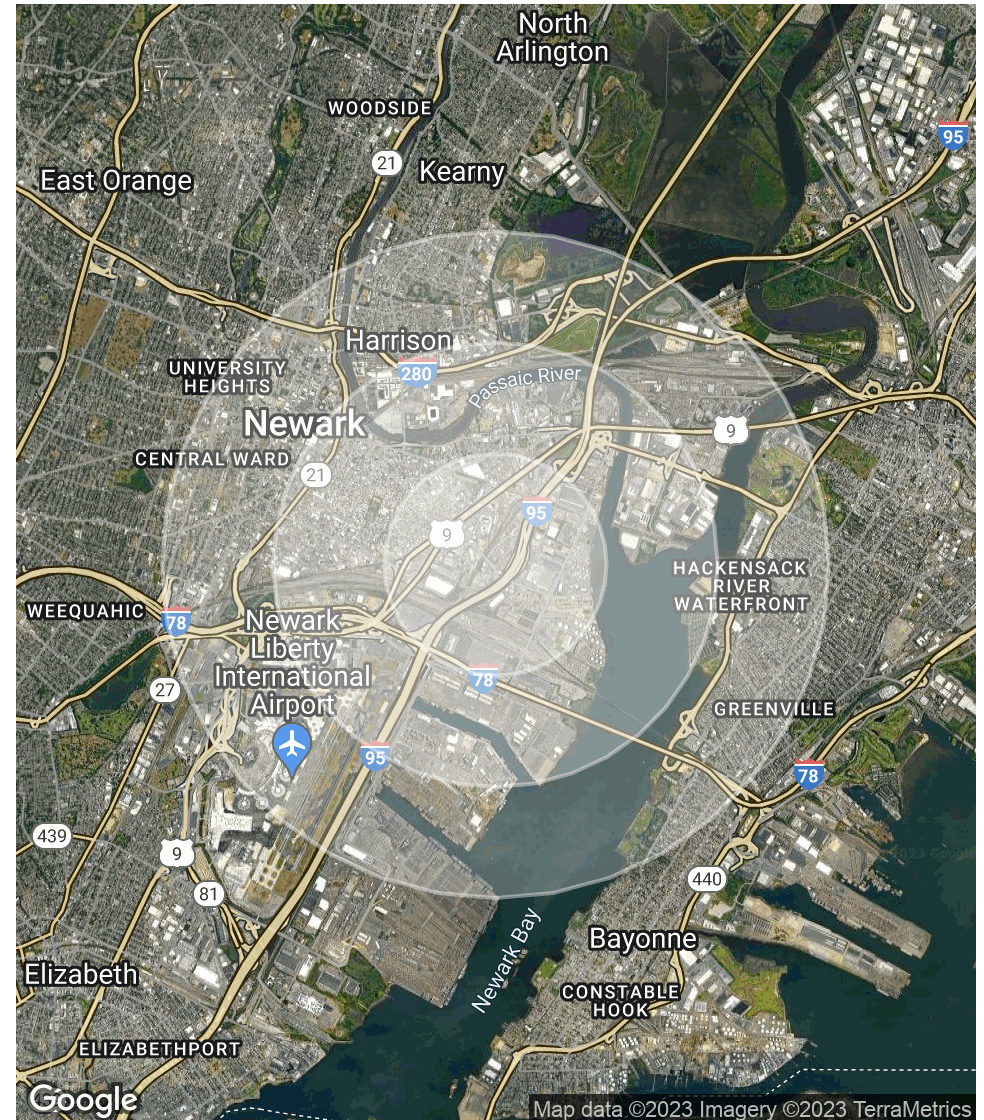 North
Arlington
WOODSIDE
95
21
Kearny
East Orange
Harrison
280
UNIVERSITY
HEIGHTS
Passaic River
Newark
9
CENTRAL WARD
21
95
9
HACKENSACK
RIVER
WATERFRONT
WEEQUAHIC
78
Newark
Liberty
International
Airport
78
27
GREENVILLE
95
78
439
9
81
440
Newark Bay
Bayonne
Elizabeth
CONSTABLE
HOOK
ELIZABETHPORT
Google
Map data ©2023 Imagery ©2023 TerraMetrics